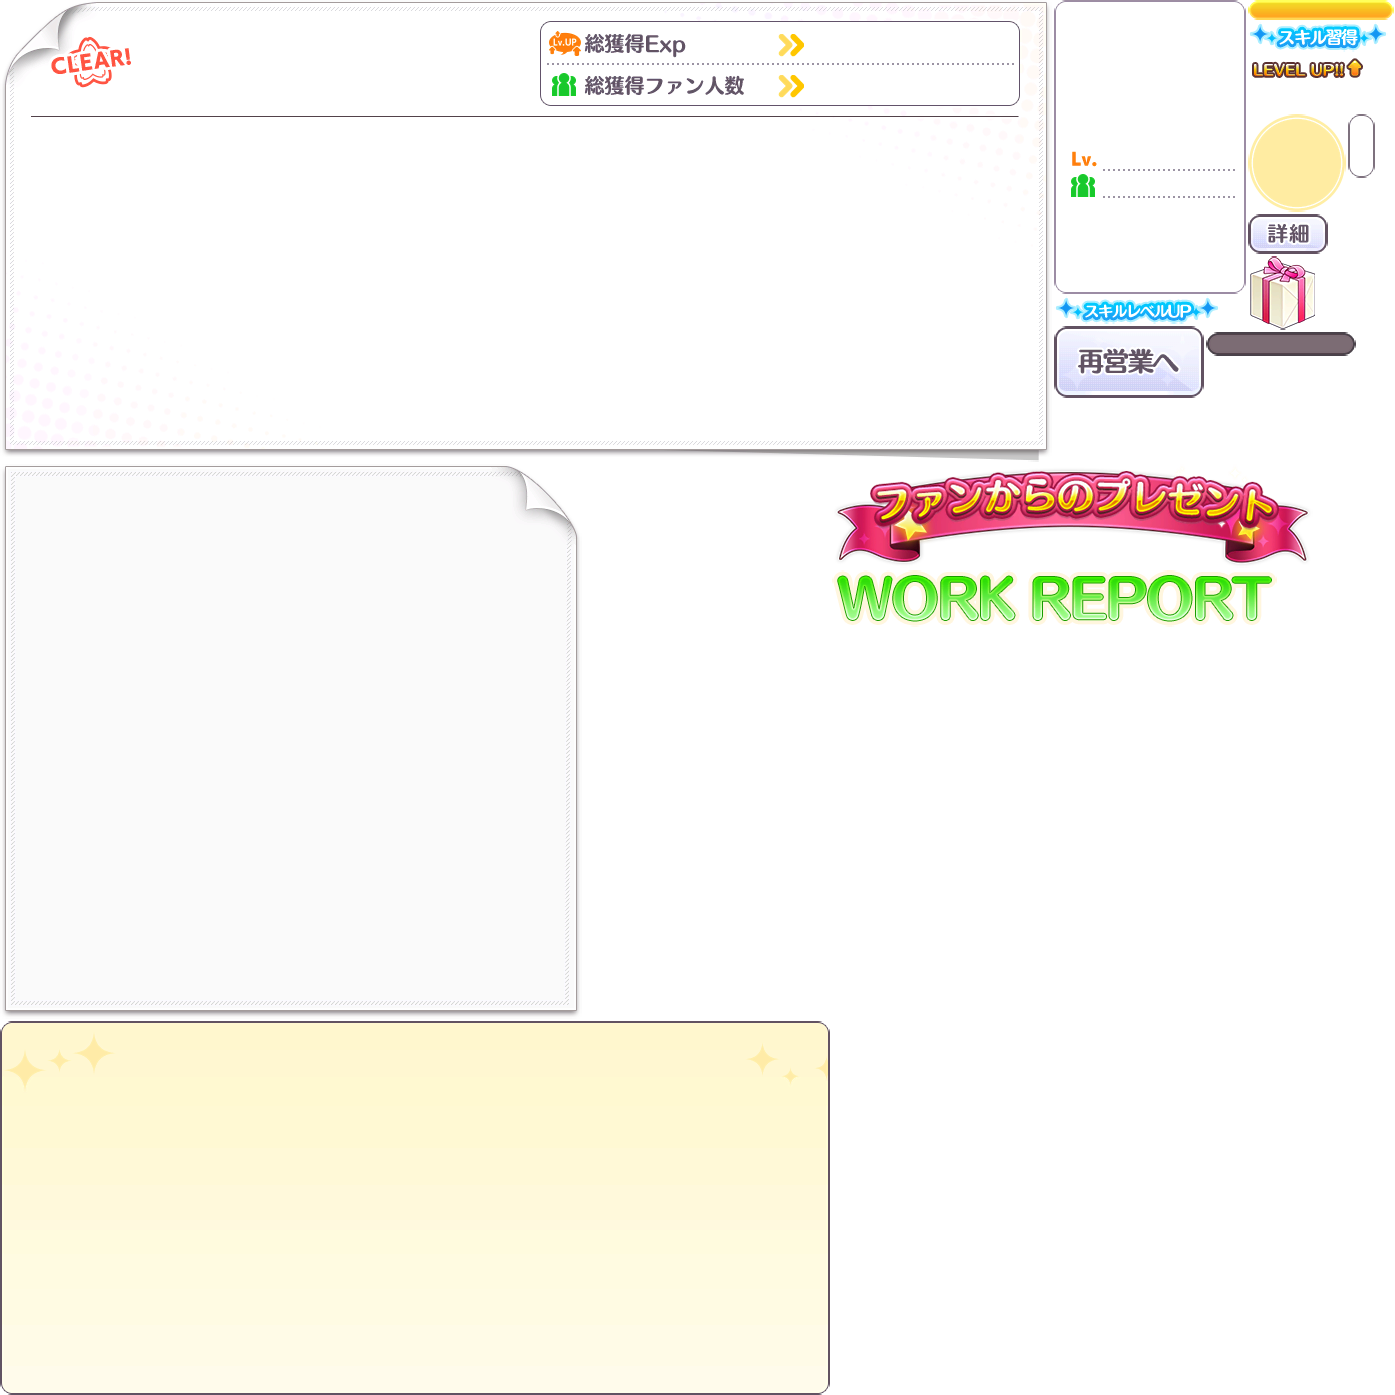 CLEAR!
Lv.UP 総獲得Exp
総獲得ファン人数
Lv.
スキル習得
LEVEL UP!!
詳細
スキルレベルUP
再営業へ
ファンからのプレゼント
WORK REPORT